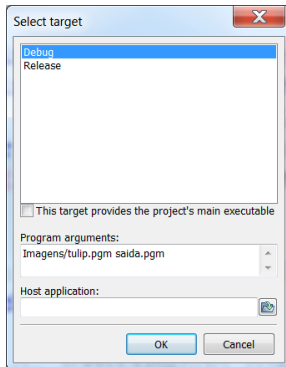 Select target
Debug
Release
This target provides the project's main executable
Program arguments:
Imagens/tulip.pgm saida.pgm
Host application:
OK
Cancel